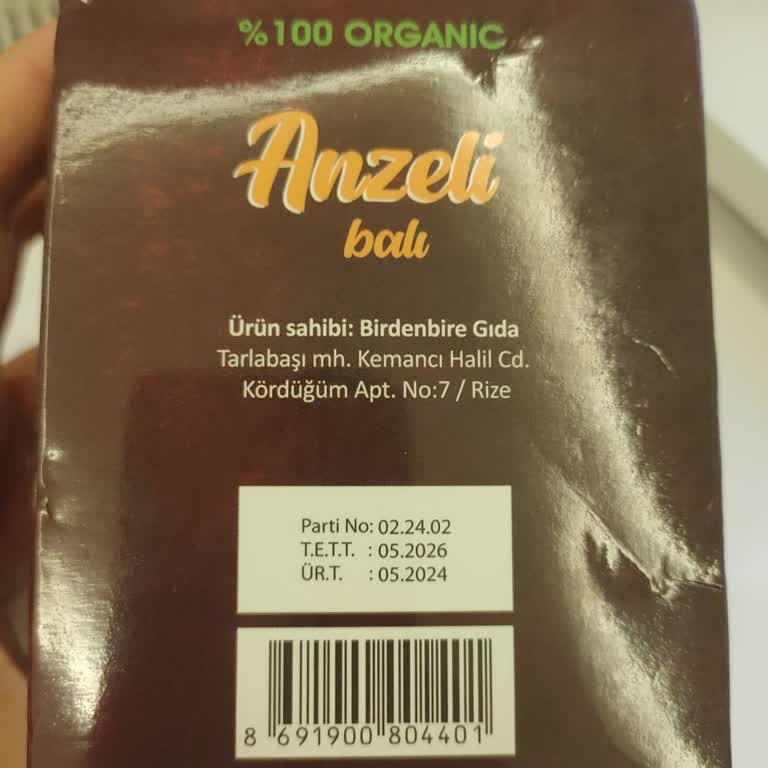 %100 ORGANIC
Anzeli
balı
Ürün sahibi: Birdenbire Gıda
Tarlabaşı mh. Kemancı Halil Cd.
Kördüğüm Apt. No:7 / Rize
Parti No: 02.24.02
T.E.T.T. : 05.2026
ÜR.T. : 05.2024
8 691900 804401